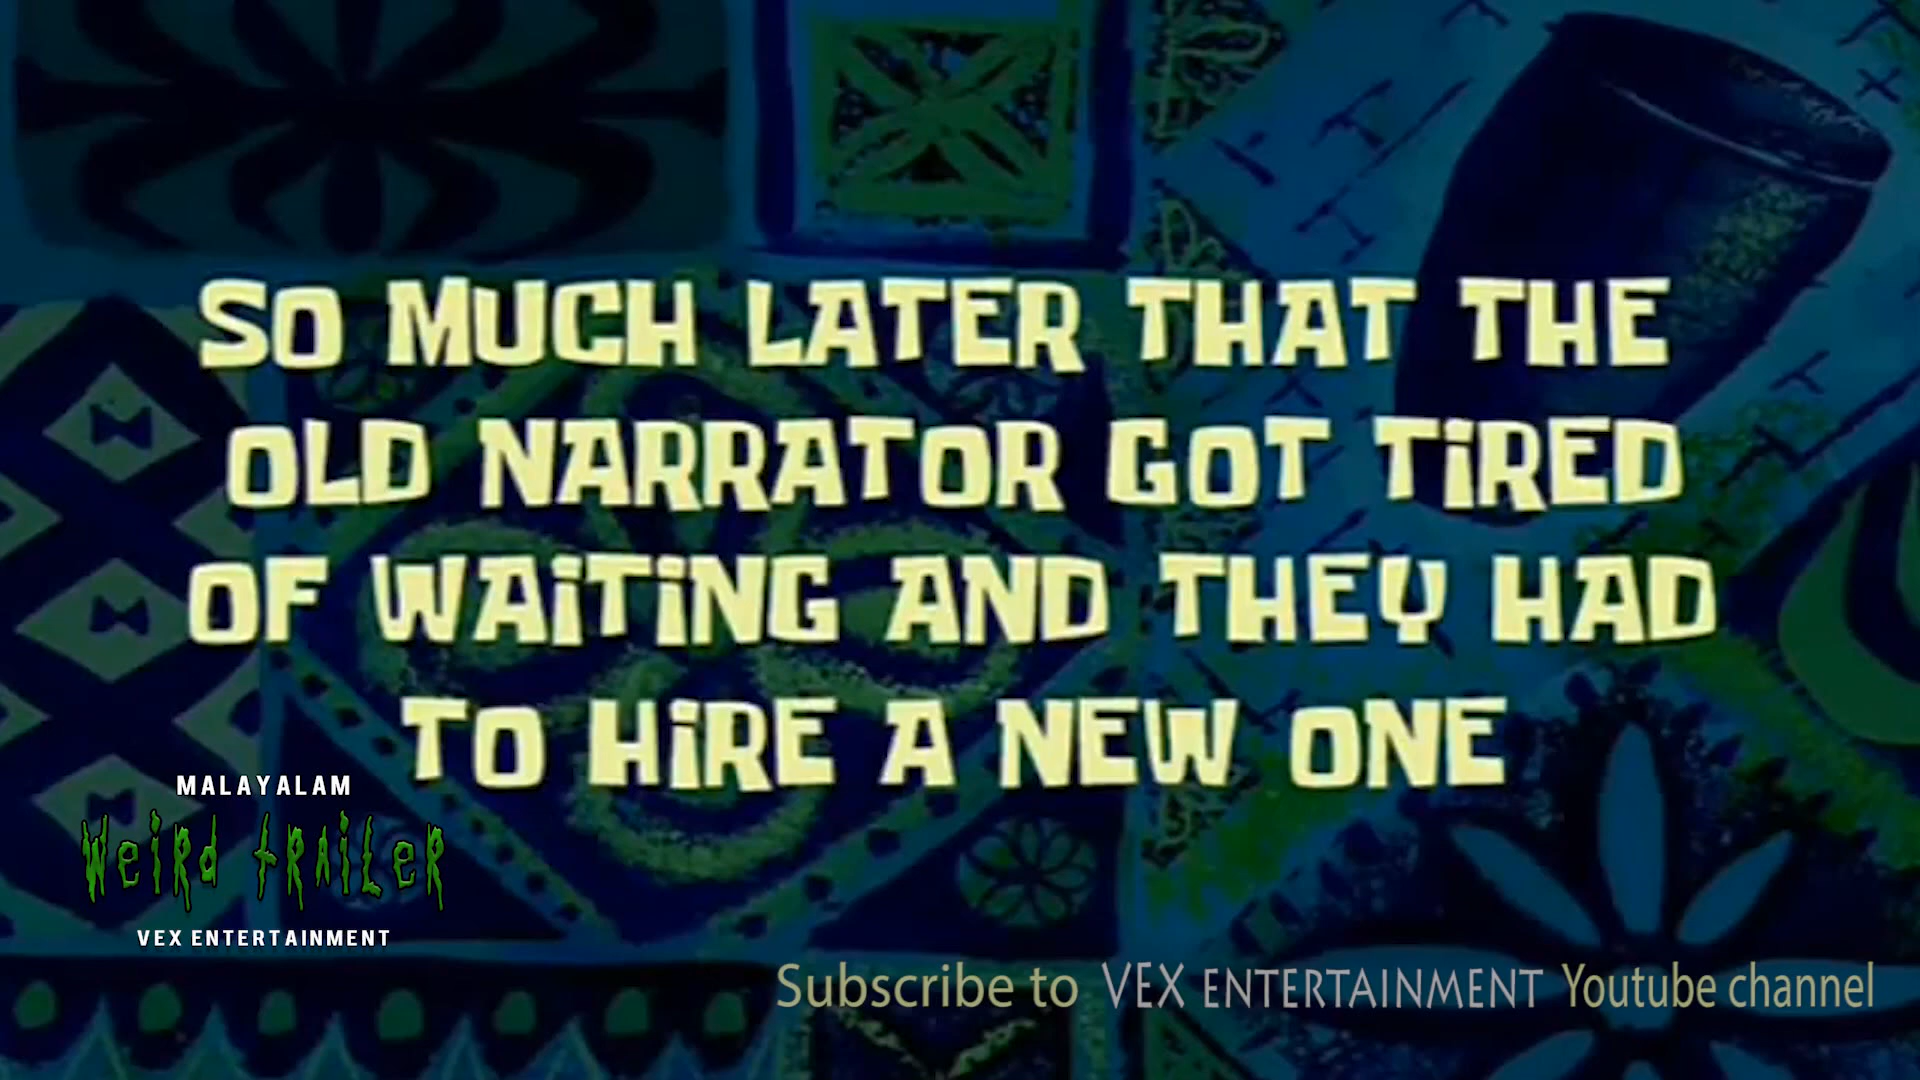 SO MUCH LATER THAT THE
OLD NARRATOR GOT TiRED
OF WAiTiNG AND THEY HAD
TO HiRE A NEW ONE
MALAYALAM
WeiRd tRAiLeR
VEX ENTERTAINMENT
Subscribe to VEX ENTERTAINMENT Youtube channel